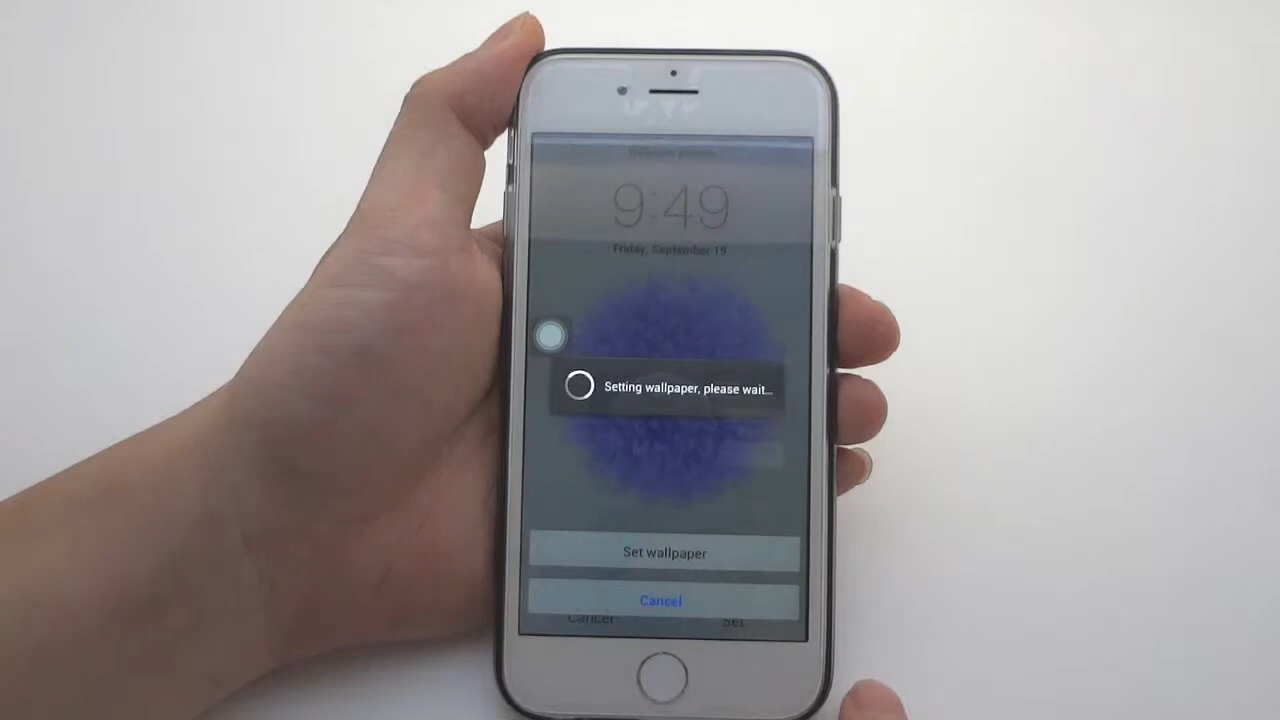 9:49
Friday, September 19
Setting wallpaper, please wait...
Set wallpaper
Cancel
Cancel
Set